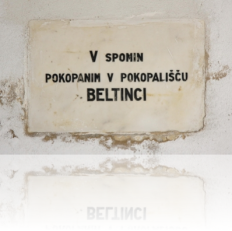 V SPOMIN
POKOPANIM V POKOPALIŠČU
BELTINCI